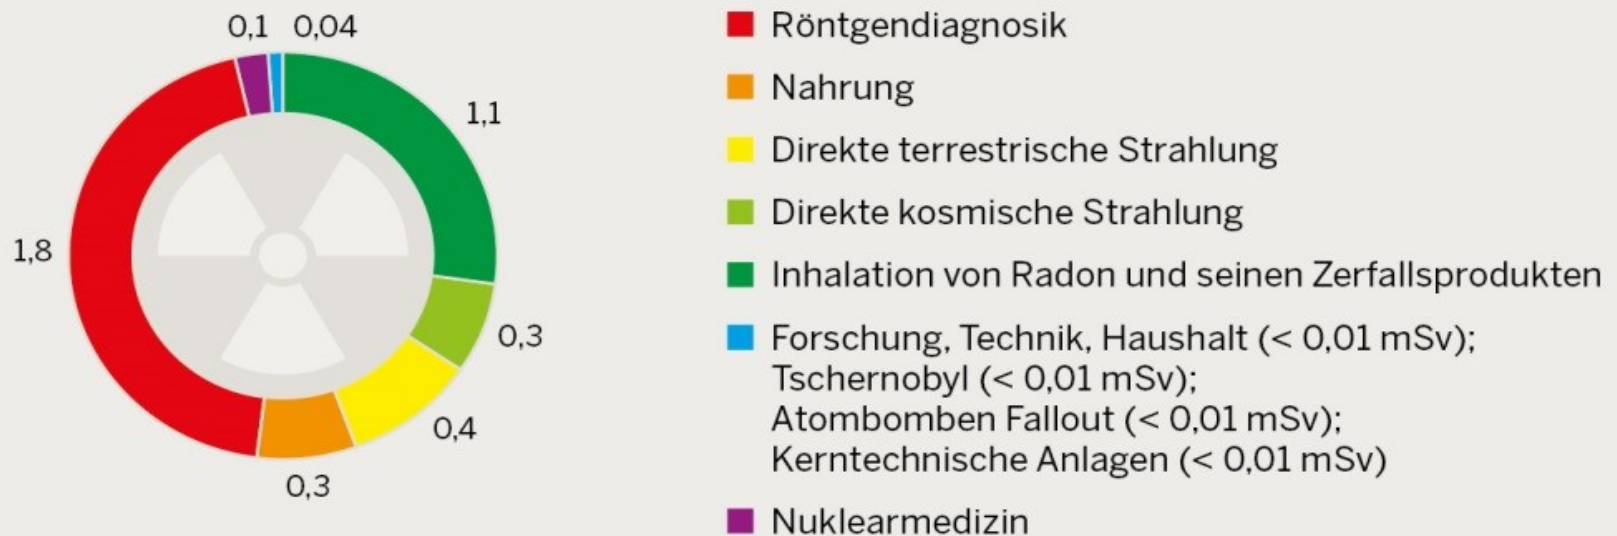 0,1 0,04
1,1
1,8
0,3
0,4
0,3
Röntgendiagnosik
Nahrung
Direkte terrestrische Strahlung
Direkte kosmische Strahlung
Inhalation von Radon und seinen Zerfallsprodukten
Forschung, Technik, Haushalt (< 0,01 mSv);
Tschernobyl (< 0,01 mSv);
Atombomben Fallout (< 0,01 mSv);
Kerntechnische Anlagen (< 0,01 mSv)
Nuklearmedizin